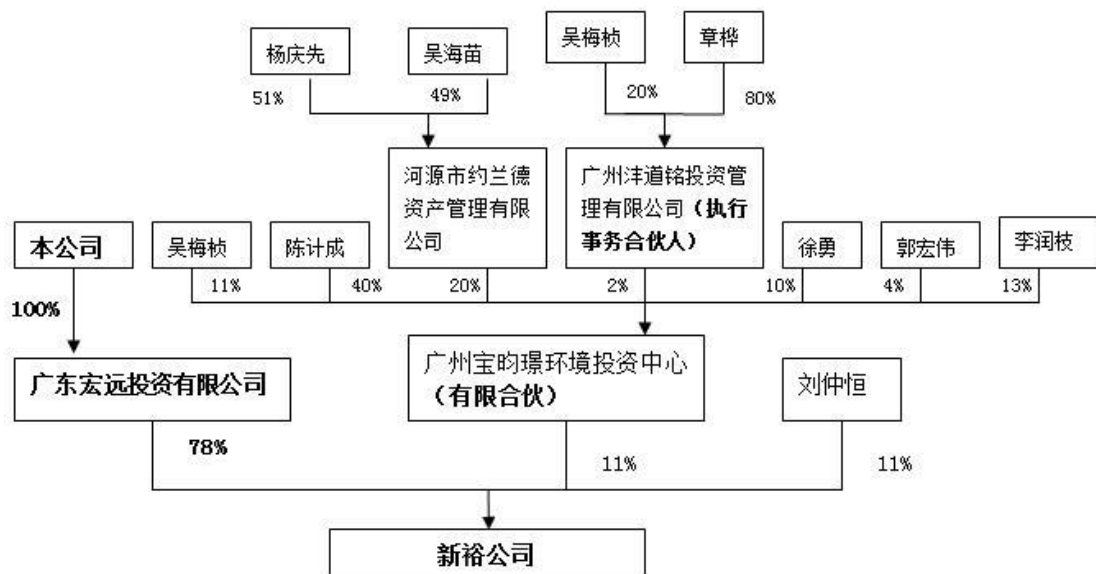 吴梅桢
章桦
杨庆先
吴海苗
51%
49%
20%
80%
河源市约兰德
资产管理有限
公司
广州沣道铭投资管
理有限公司（执行
事务合伙人）
本公司
吴梅桢
陈计成
徐勇
郭宏伟
李润枝
100%
11%
40%
20%
2%
10%
4%
13%
广东宏远投资有限公司
广州宝昀璟环境投资中心
（有限合伙）
刘仲恒
78%
11%
11%
新裕公司